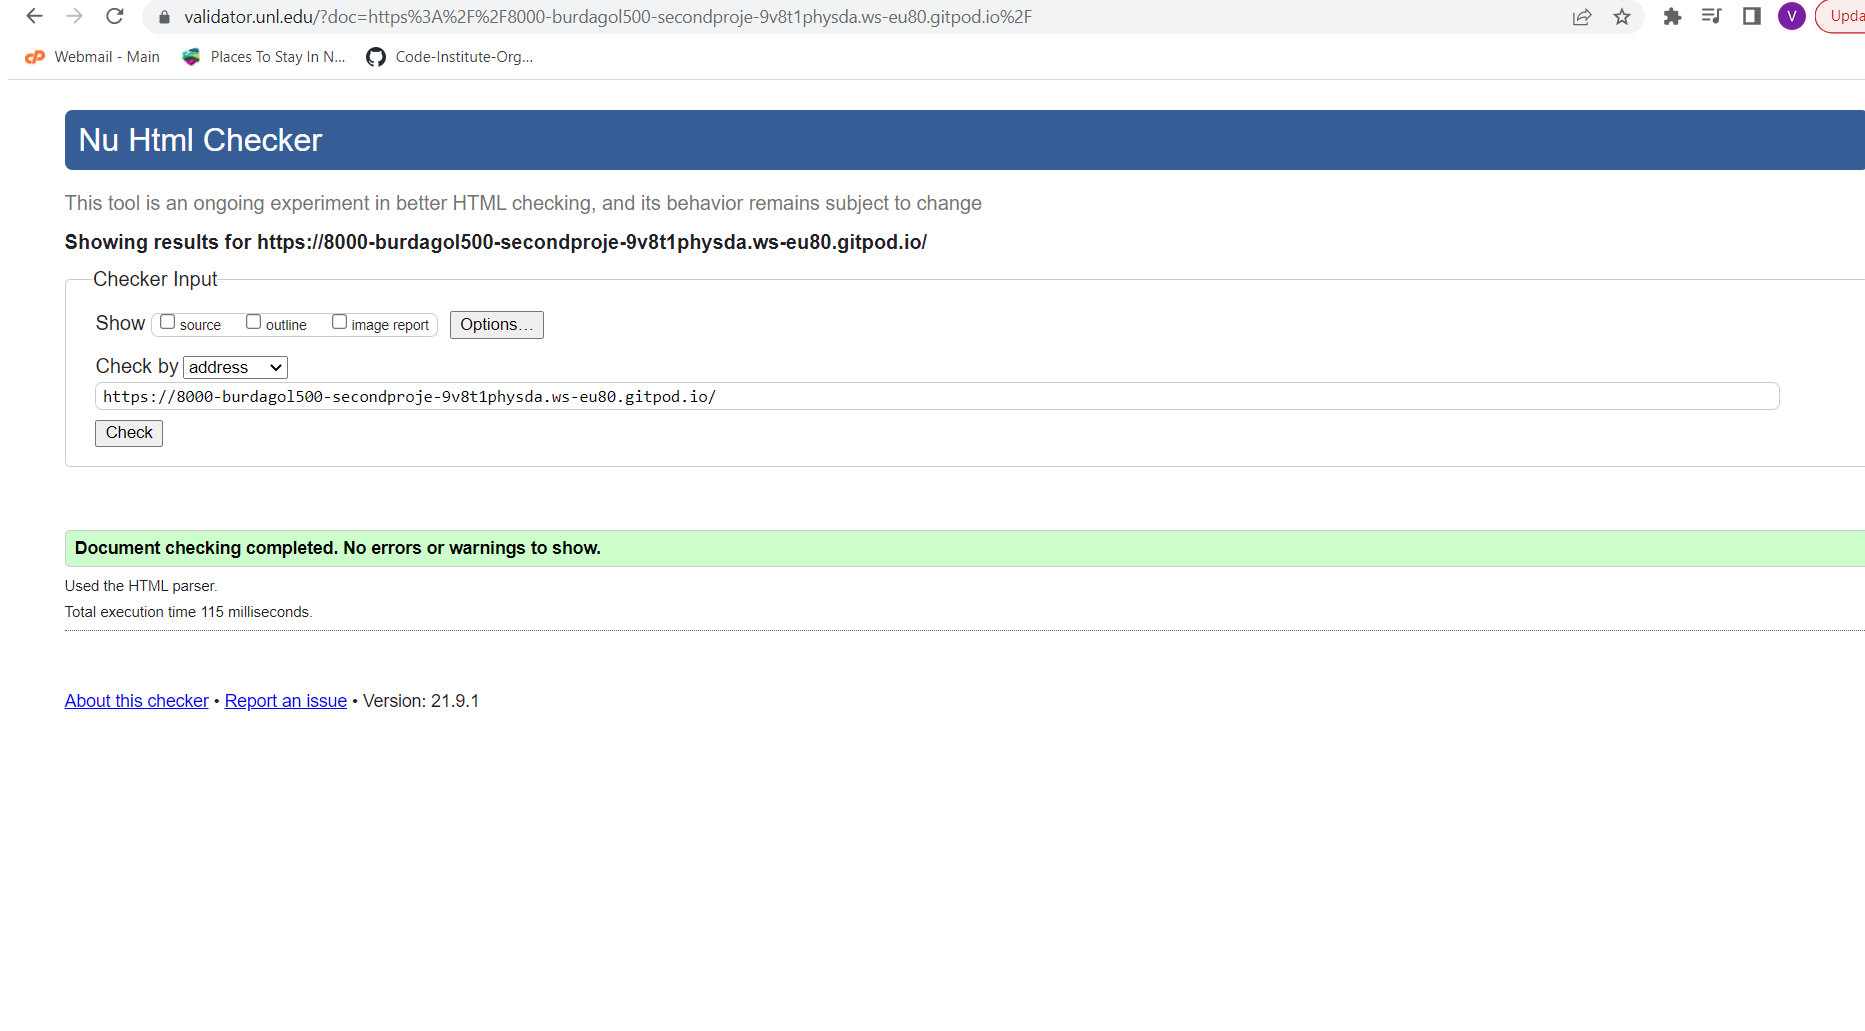 validator.unl.edu/?doc=https%3A%2F%2F8000-burdagol500-secondproje-9v8t1physda.ws-eu80.gitpod.io%2F
V
Upda
Webmail - Main
Places To Stay In N...
Code-Institute-Org...
Nu Html Checker
This tool is an ongoing experiment in better HTML checking, and its behavior remains subject to change
Showing results for https://8000-burdagol500-secondproje-9v8t1physda.ws-eu80.gitpod.io/
Checker Input
Show source outline image report Options...
Check by address
https://8000-burdagol500-secondproje-9v8t1physda.ws-eu80.gitpod.io/
Check
Document checking completed. No errors or warnings to show.
Used the HTML parser.
Total execution time 115 milliseconds.
About this checker • Report an issue • Version: 21.9.1